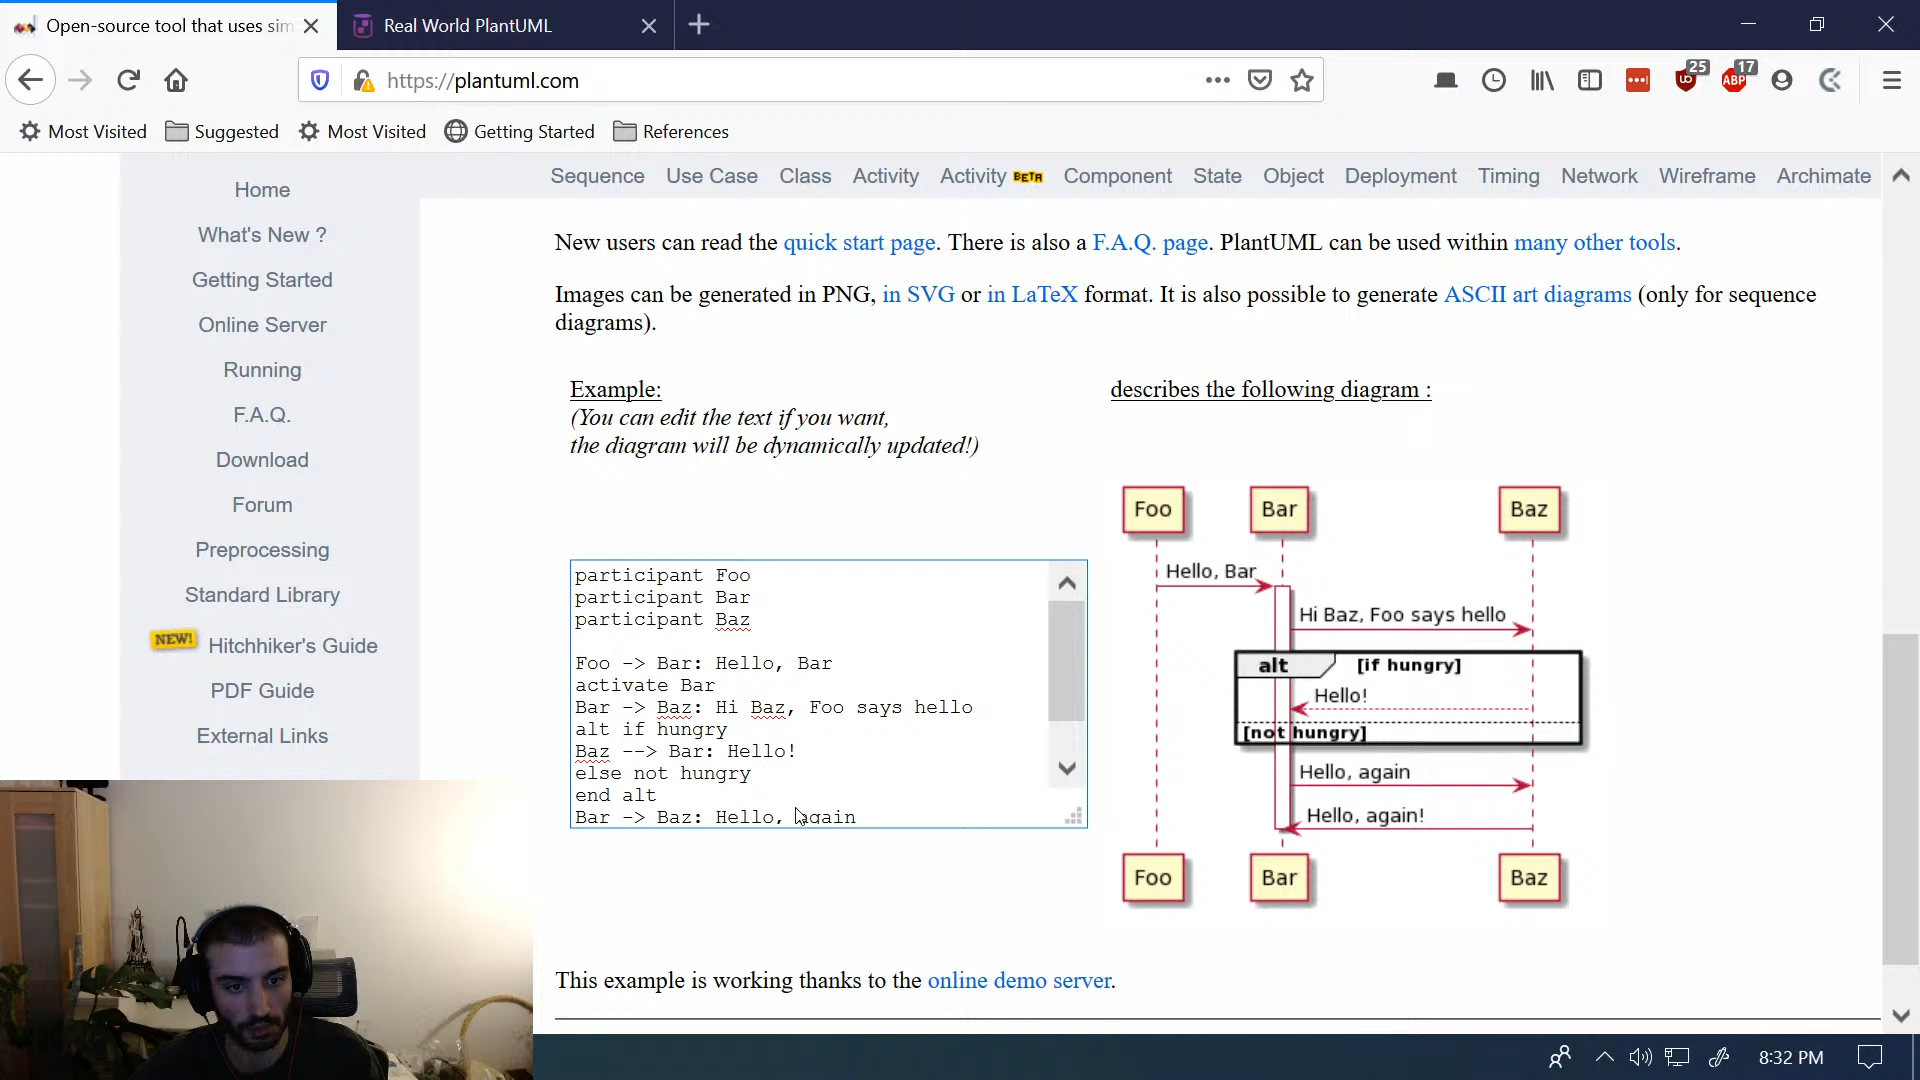 Open-source tool that uses sim
Real World PlantUML
https://plantuml.com
25
ABP
17
Most Visited
Suggested
Most Visited
Getting Started
References
Sequence
Use Case
Class
Activity
Activity BETA
Component
State
Object
Deployment
Timing
Network
Wireframe
Archimate
Home
What's New ?
Getting Started
Online Server
Running
F.A.Q.
Download
Forum
Preprocessing
Standard Library
NEW! Hitchhiker's Guide
PDF Guide
External Links
New users can read the quick start page. There is also a F.A.Q. page. PlantUML can be used within many other tools.
Images can be generated in PNG, in SVG or in LaTeX format. It is also possible to generate ASCII art diagrams (only for sequence
diagrams).
Example:
(You can edit the text if you want,
the diagram will be dynamically updated!)
participant Foo
participant Bar
participant Baz
Foo -> Bar: Hello, Bar
activate Bar
Bar -> Baz: Hi Baz, Foo says hello
alt if hungry
Baz --> Bar: Hello!
else not hungry
end alt
Bar -> Baz: Hello, again
describes the following diagram :
Foo
Bar
Baz
Hello, Bar
Hi Baz, Foo says hello
alt
[if hungry]
Hello!
[not hungry]
Hello, again
Hello, again!
Foo
Bar
Baz
This example is working thanks to the online demo server.
8:32 PM